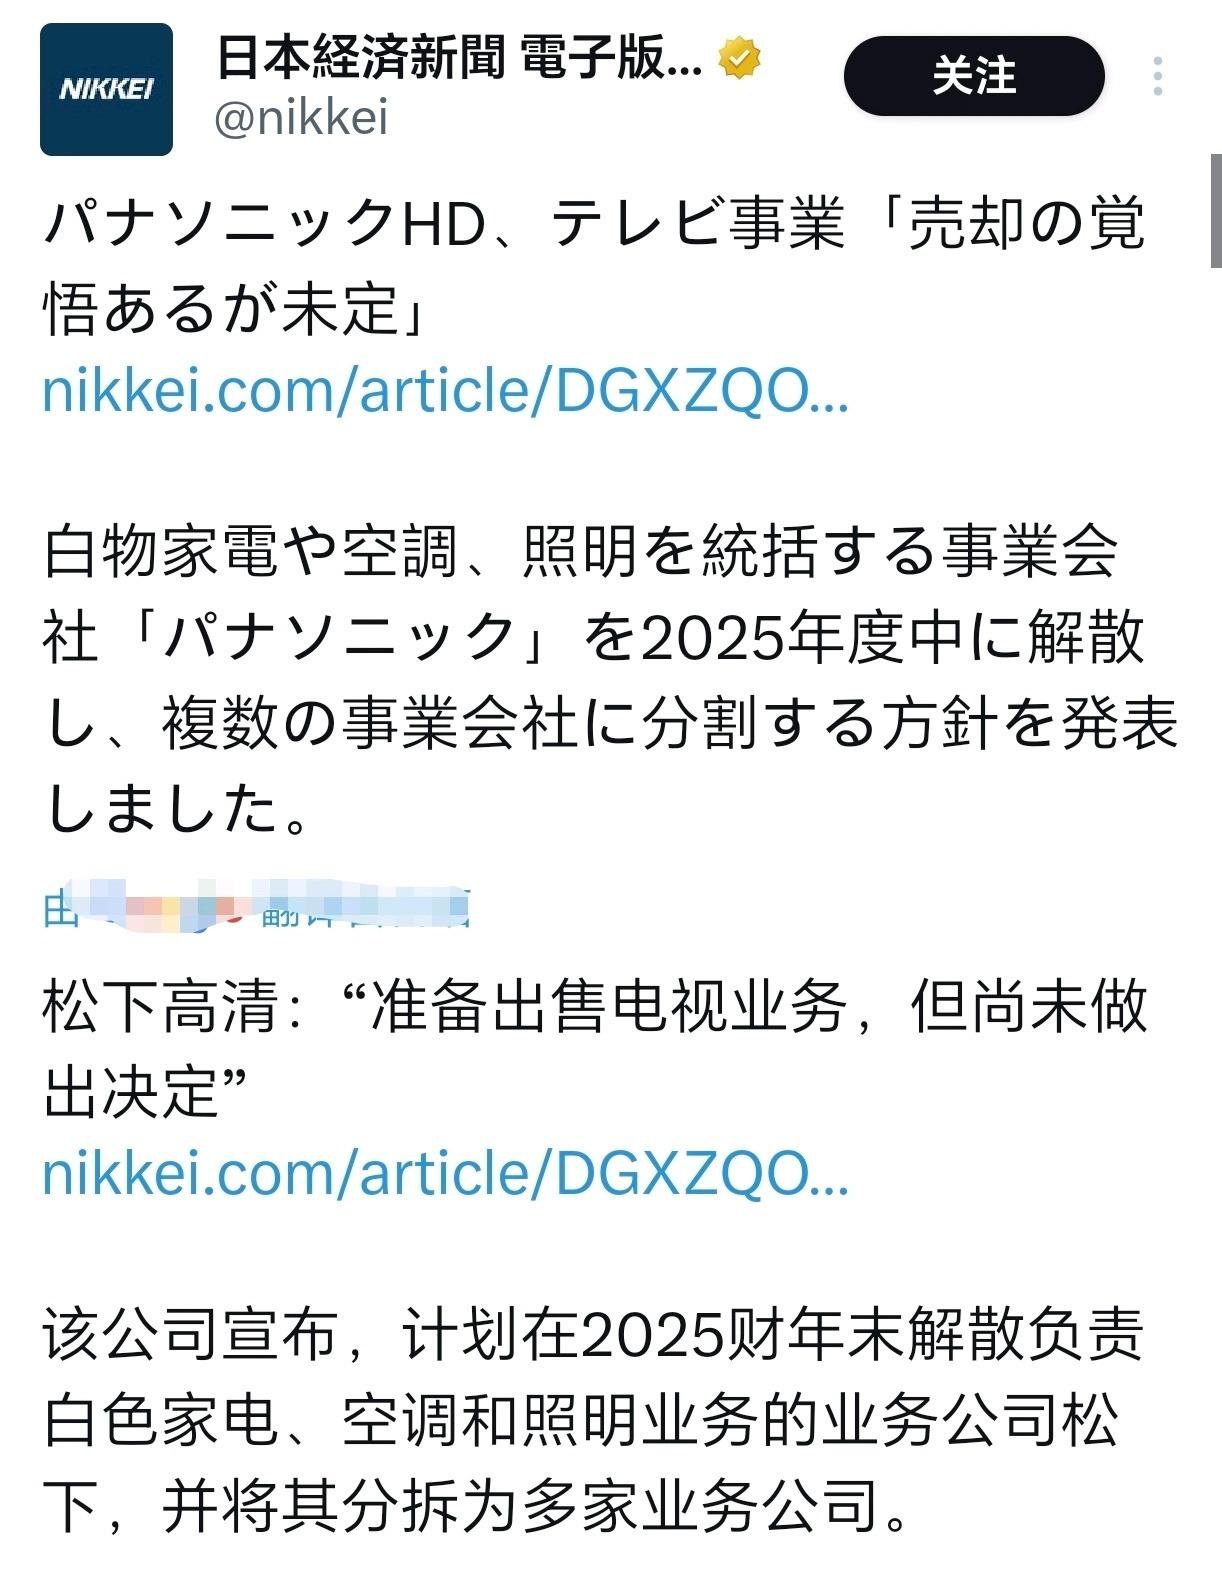 NIKKEI
日本経済新聞 電子版...
@nikkei
关注
パナソニックHD、テレビ事業「売却の覚
悟あるが未定」
nikkei.com/article/DGXZQO...
白物家電や空調、照明を統括する事業会
社「パナソニック」を2025年度中に解散
し、複数の事業会社に分割する方針を発表
しました。
由
松下高清：“准备出售电视业务，但尚未做
出决定”
nikkei.com/article/DGXZQO...
该公司宣布，计划在2025财年末解散负责
白色家电、空调和照明业务的业务公司松
下，并将其分拆为多家业务公司。